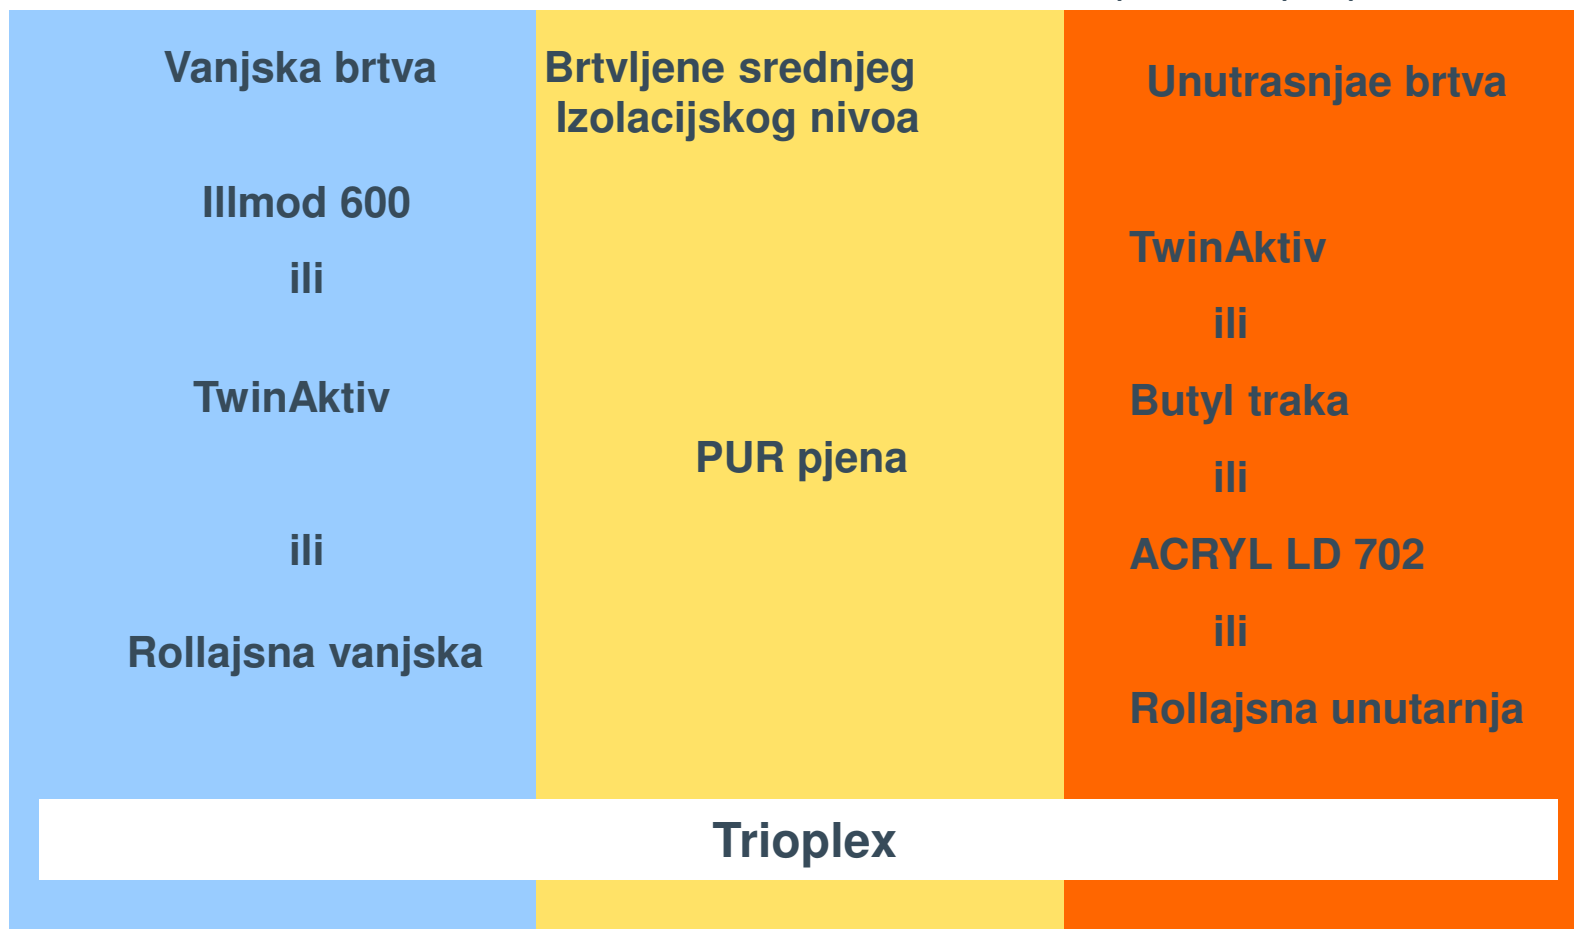 Vanjska brtva
Illmod 600
ili
TwinAktiv
ili
Rollajsna vanjska
Brtvljene srednjeg
Izolacijskog nivoa
PUR pjena
Unutrasnjae brtva
TwinAktiv
ili
Butyl traka
ili
ACRYL LD 702
ili
Rollajsna unutarnja
Trioplex